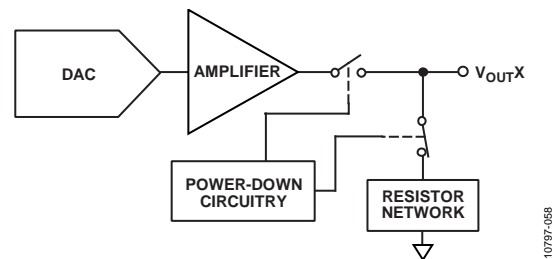 DAC
AMPLIFIER
VOUTX
POWER-DOWN
CIRCUITRY
RESISTOR
NETWORK
10797-058